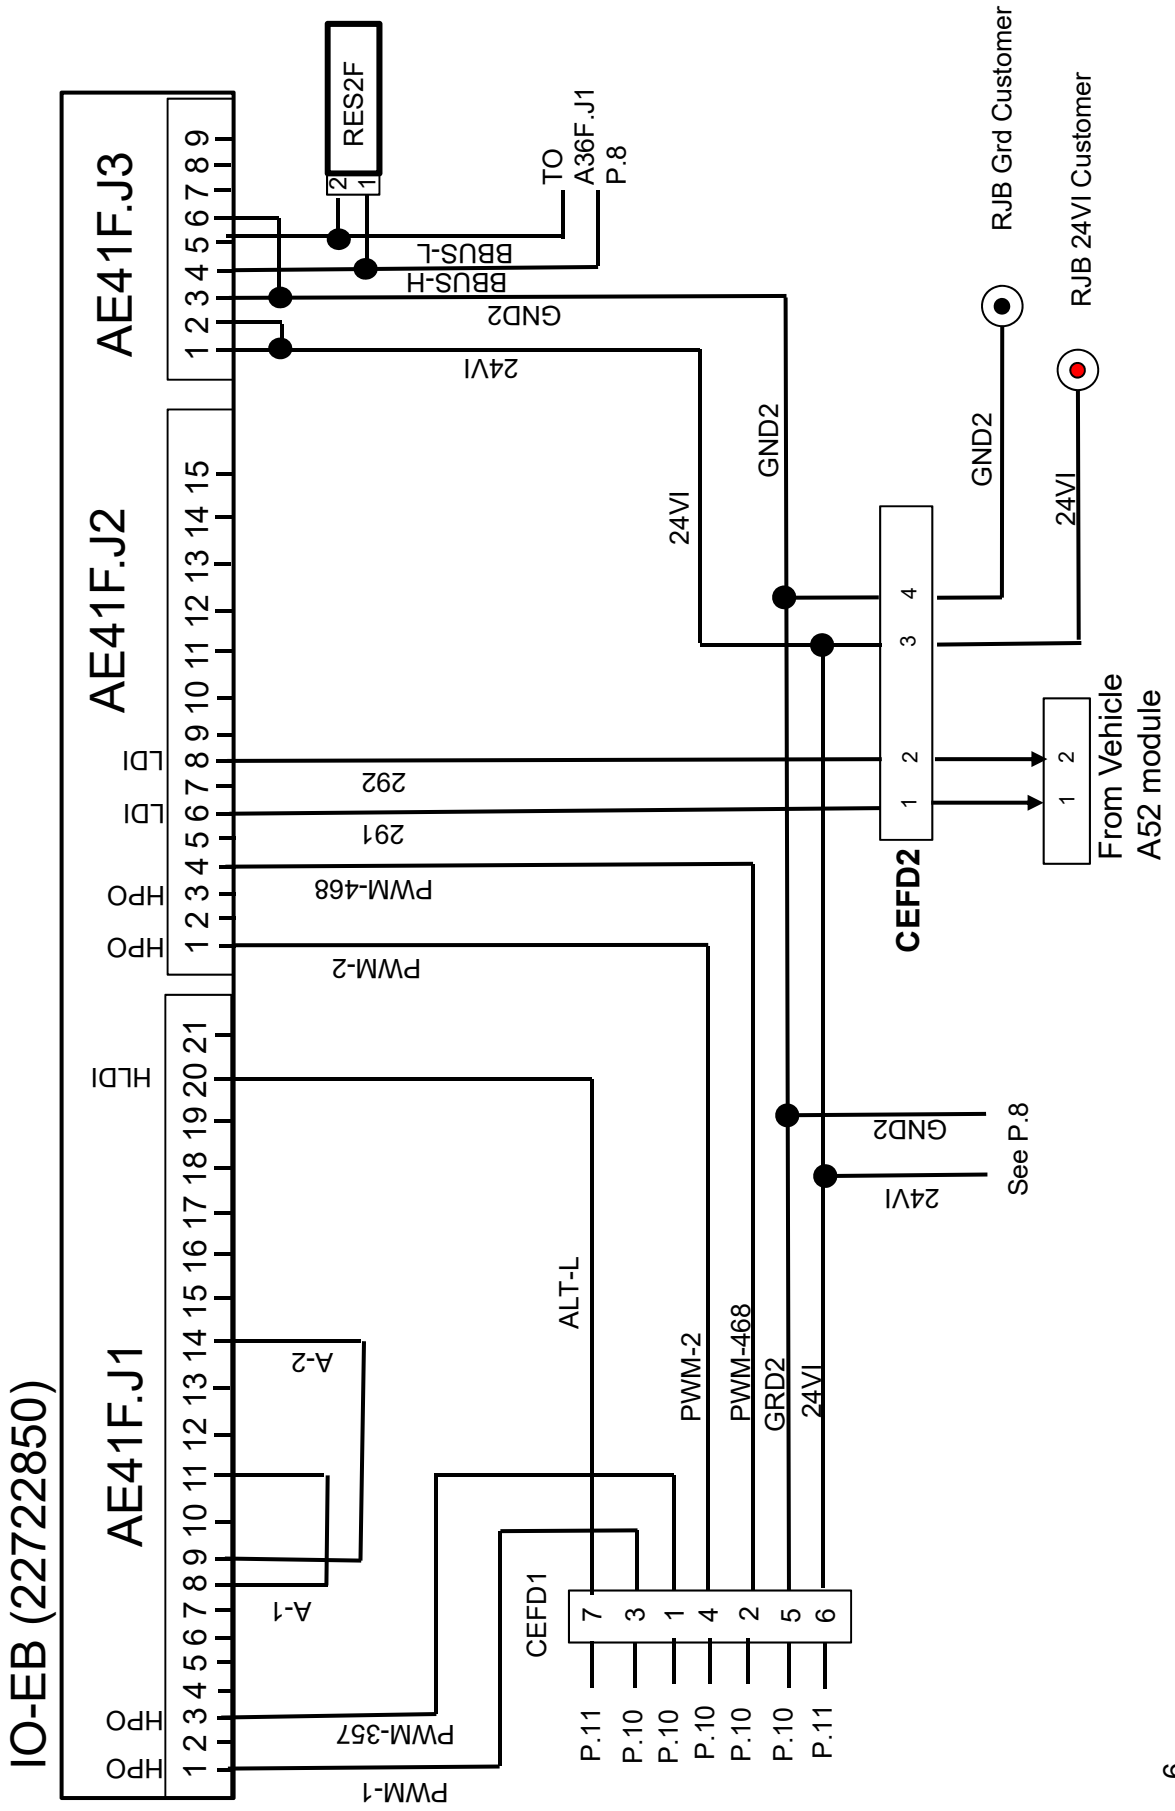 IO-EB (22722850)
AE41F.J1
AE41F.J2
AE41F.J3
HPO
HPO
HLDI
HPO
HPO
LDI
LDI
1 2 3 4 5 6 7 8 9 10 11 12 13 14 15 16 17 18 19 20 21
1 2 3 4 5 6 7 8 9 10 11 12 13 14 15
1 2 3 4 5 6 7 8 9
PWM-1
PWM-357
A-1
A-2
PWM-2
PWM-468
291
292
24VI
GND2
BBUS-H
BBUS-L
2
1
RES2F
TO
A36F.J1
P.8
CEFD1
7
3
1
4
2
5
6
P.11
P.10
P.10
P.10
P.10
P.10
P.11
ALT-L
PWM-2
PWM-468
GRD2
24VI
24VI
GND2
GND2
24VI
See P.8
CEFD2
1 2 3 4
1 2
From Vehicle
A52 module
GND2
24VI
RJB Grd Customer
RJB 24VI Customer
6